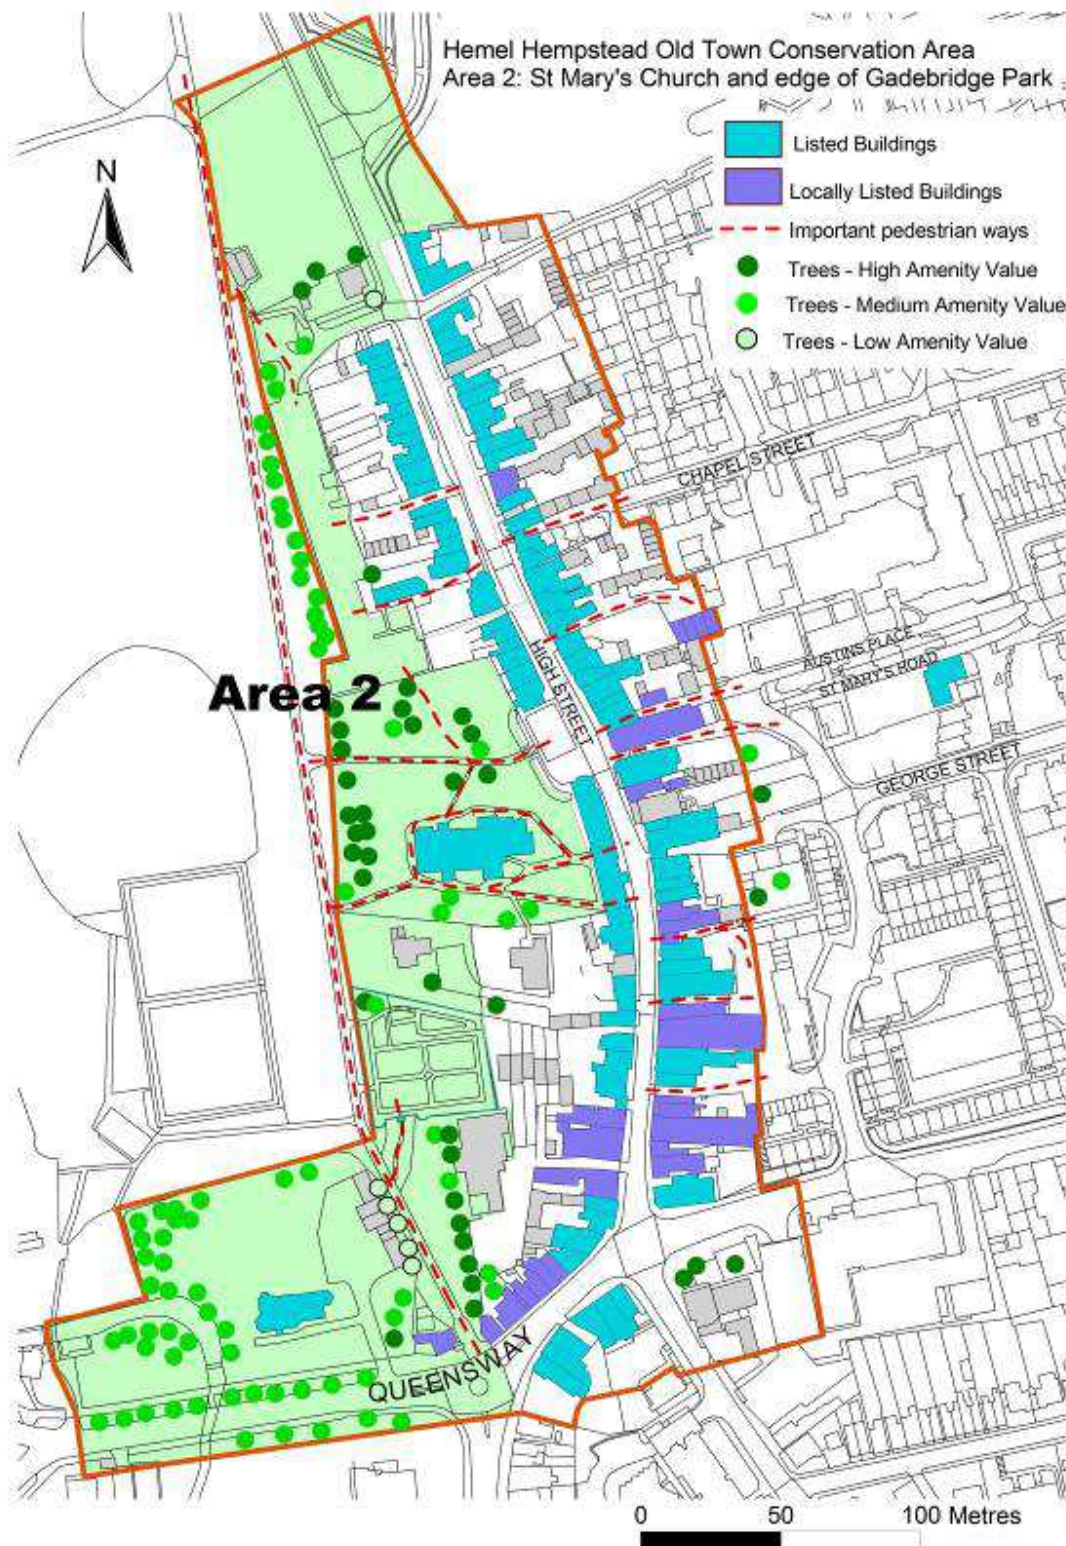 Hemel Hempstead Old Town Conservation Area
Area 2: St Mary's Church and edge of Gadebridge Park
Listed Buildings
Locally Listed Buildings
Important pedestrian ways
Trees - High Amenity Value
Trees - Medium Amenity Value
Trees - Low Amenity Value
N
CHAPEL STREET
HIGH STREET
AUSTINS PLACE
ST MARY'S ROAD
Area 2
GEORGE STREET
QUEENSWAY
0 50 100 Metres